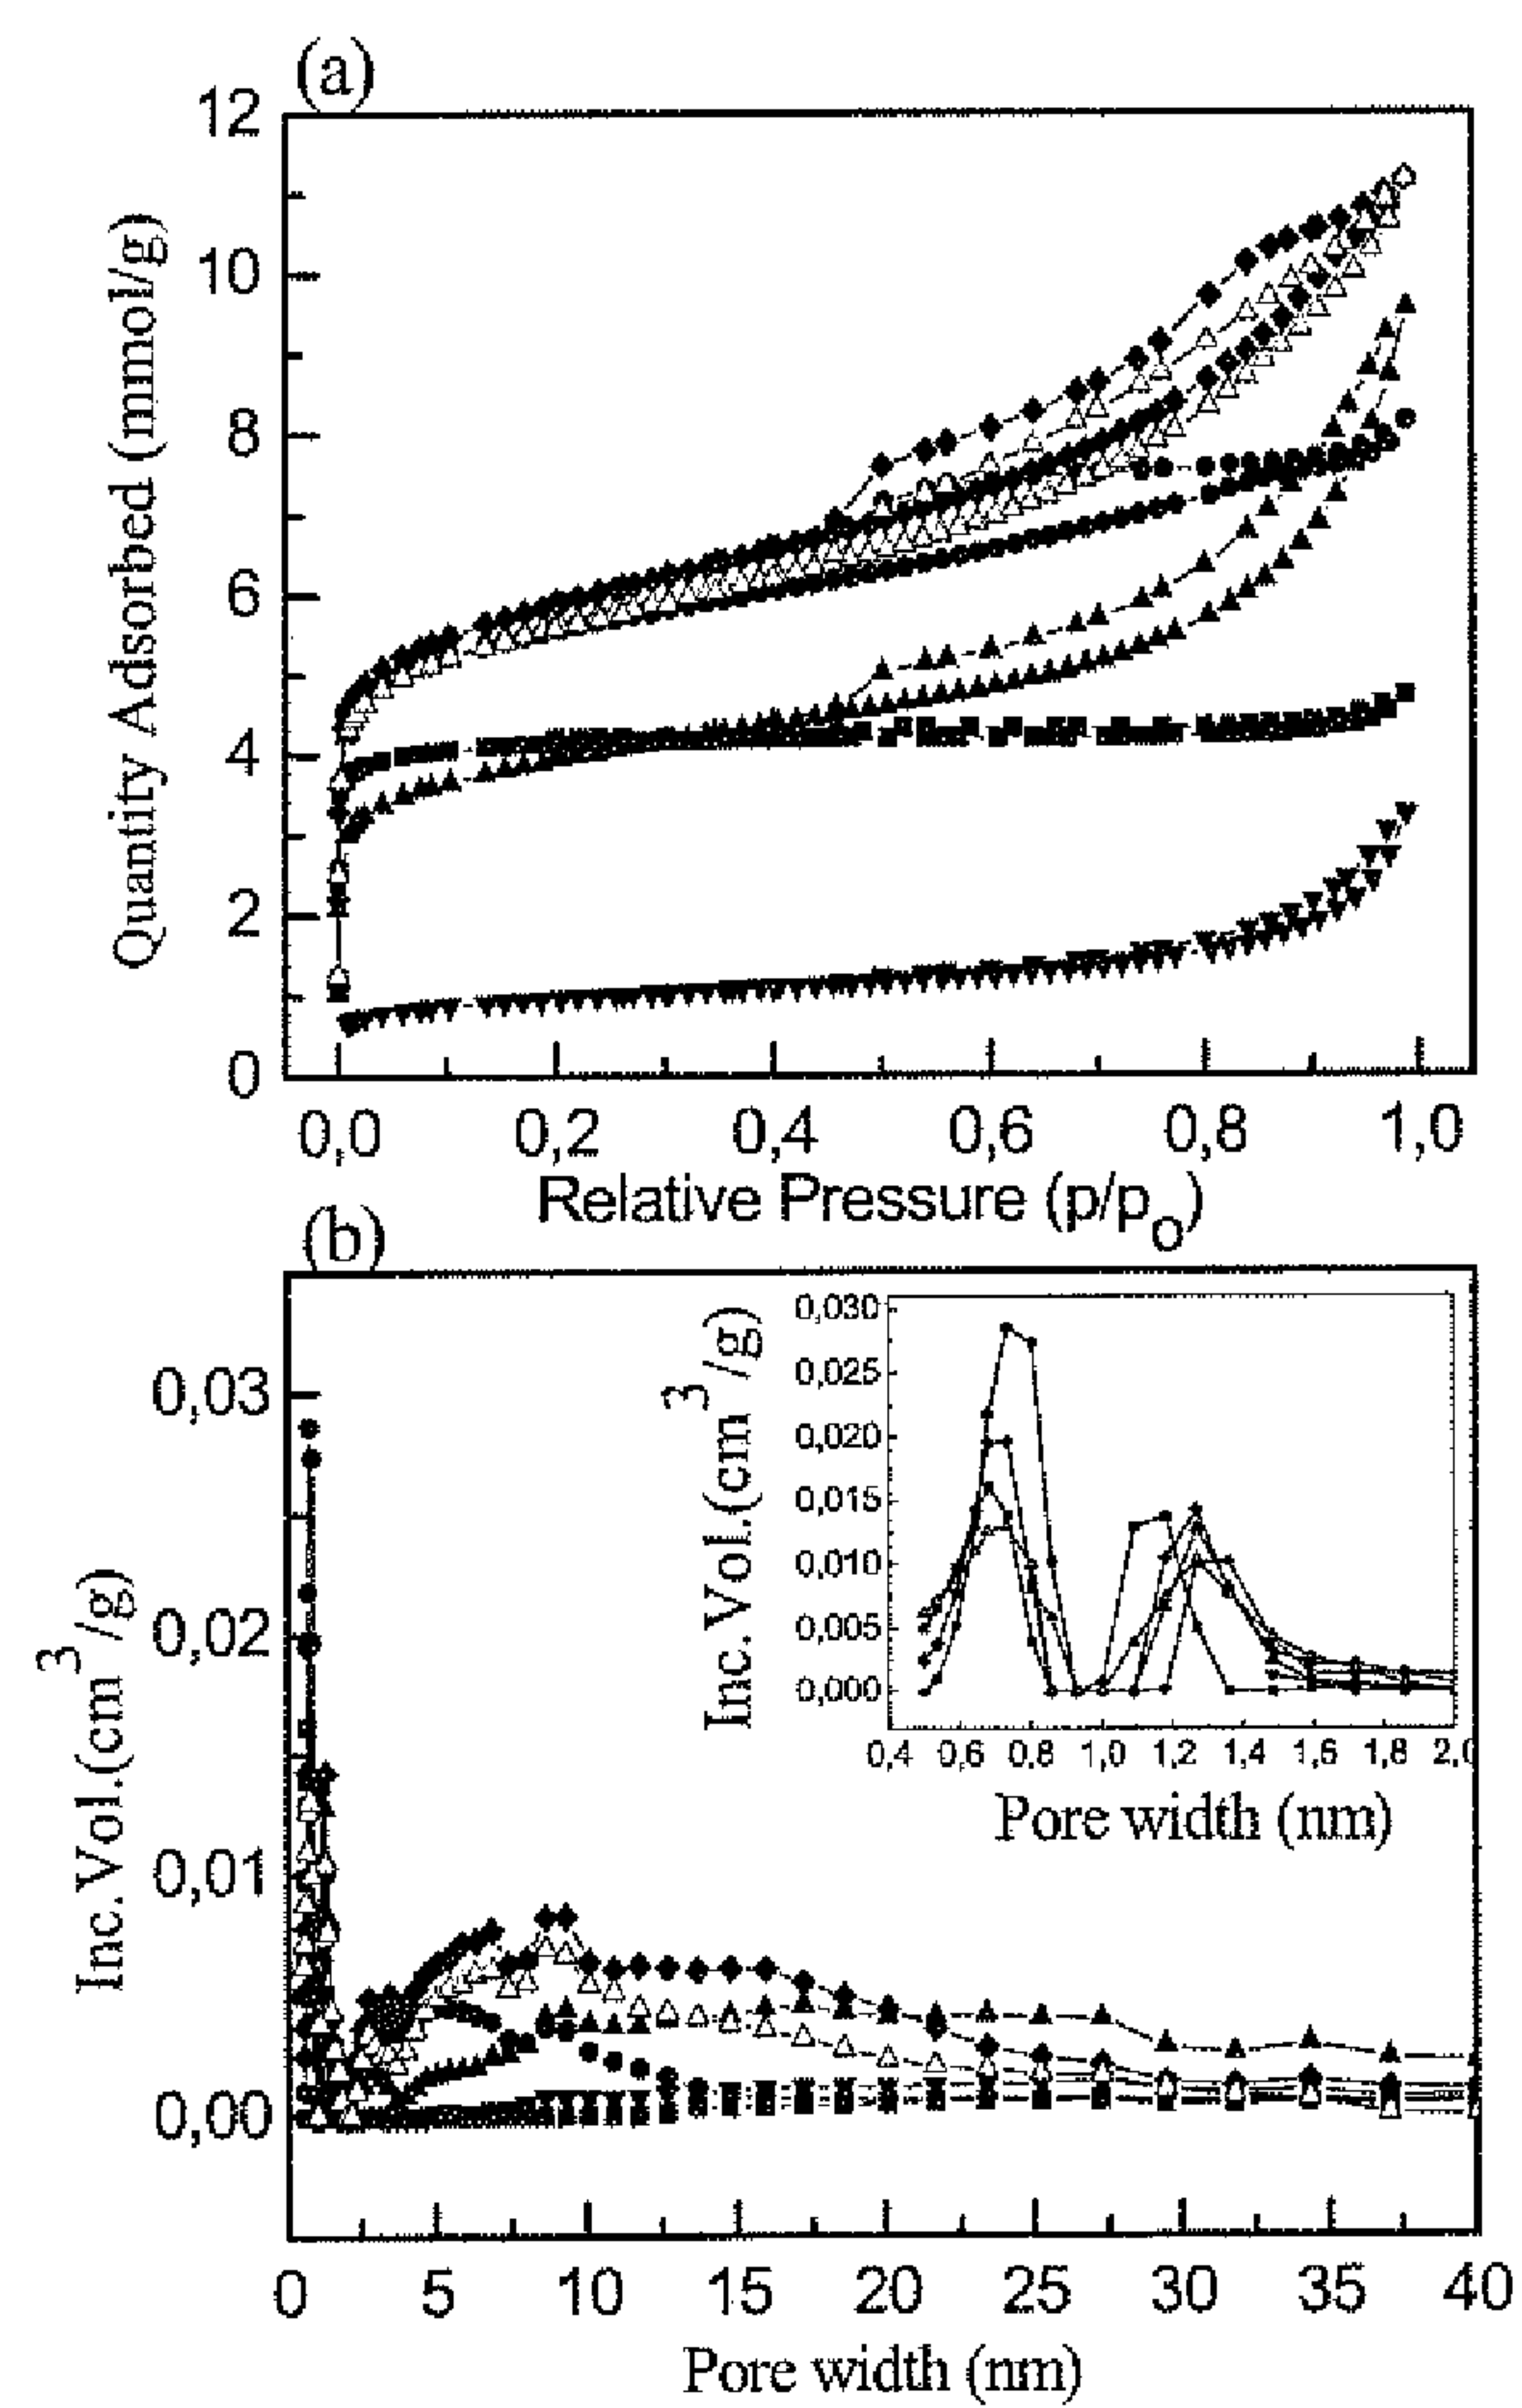 (a)
12
10
8
6
4
2
0
Quantity Adsorbed (mmol/g)
0,0 0,2 0,4 0,6 0,8 1,0
Relative Pressure (p/po)
(b)
0,03
0,02
0,01
0,00
Inc.Vol.(cm3/g)
0,030
0,025
0,020
0,015
0,010
0,005
0,000
Inc.Vol.(cm3/g)
0,4 0,6 0,8 1,0 1,2 1,4 1,6 1,8 2,0
Pore width (nm)
0 5 10 15 20 25 30 35 40
Pore width (nm)